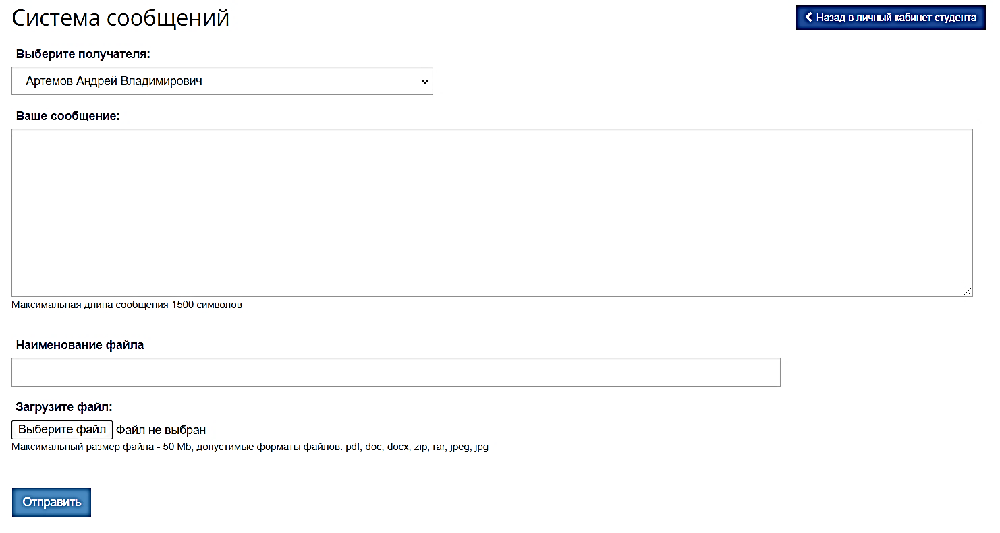 Система сообщений
Назад в личный кабинет студента
Выберите получателя:
Артемов Андрей Владимирович
Ваше сообщение:
Максимальная длина сообщения 1500 символов
Наименование файла
Загрузите файл:
Выберите файл Файл не выбран
Максимальный размер файла - 50 Mb, допустимые форматы файлов: pdf, doc, docx, zip, rar, jpeg, jpg
Отправить